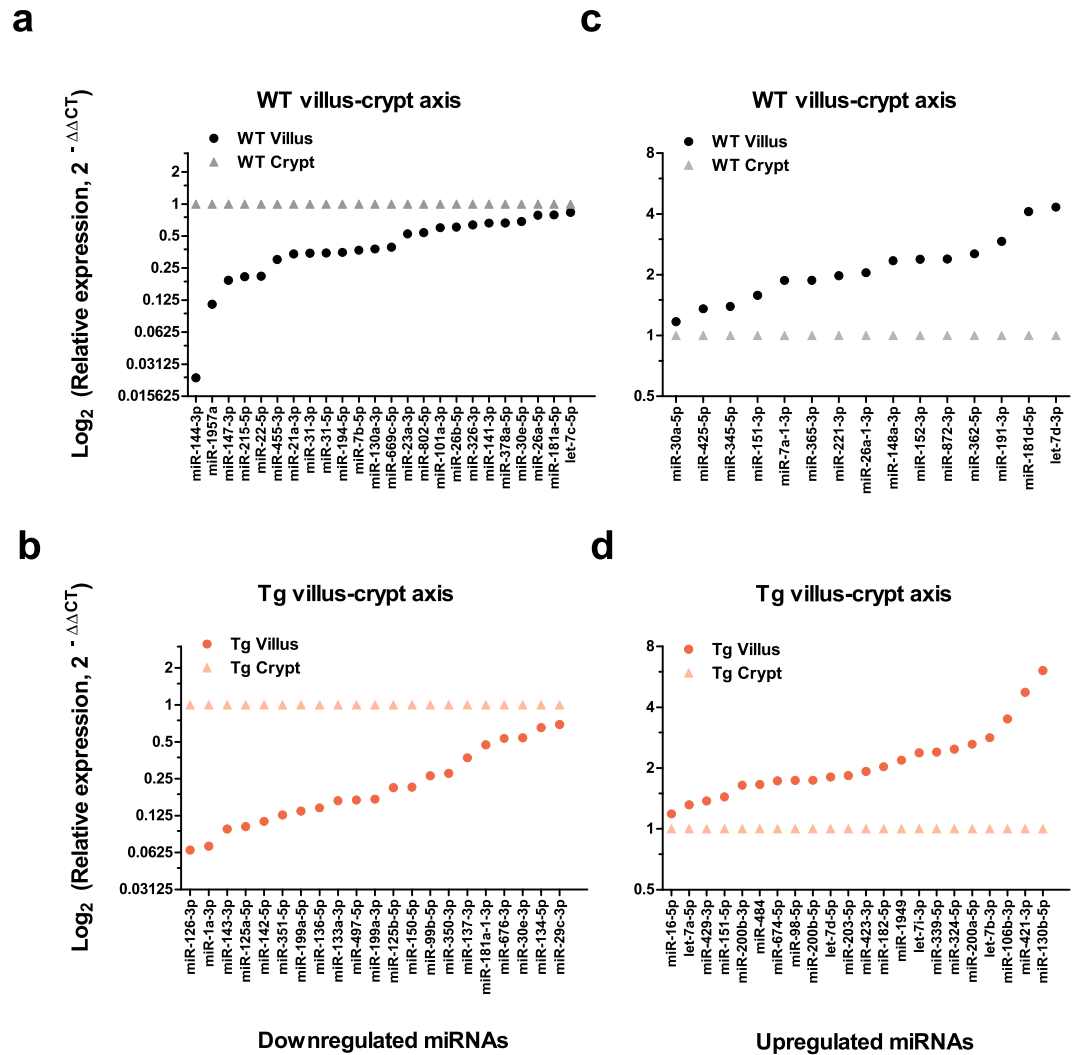 a
WT villus-crypt axis
WT Villus
WT Crypt
Log2 (Relative expression, 2 -ΔΔCT)
2
1
0.5
0.25
0.125
0.0625
0.03125
0.015625
miR-144-3p
miR-1957a
miR-147-3p
miR-215-5p
miR-22-5p
miR-455-3p
miR-21a-3p
miR-31-3p
miR-31-5p
miR-194-5p
miR-7b-5p
miR-130a-3p
miR-669c-5p
miR-23a-3p
miR-802-5p
miR-101a-3p
miR-26b-5p
miR-326-3p
miR-141-3p
miR-378a-5p
miR-30e-5p
miR-26a-5p
miR-181a-5p
let-7c-5p
c
WT villus-crypt axis
WT Villus
WT Crypt
8
4
2
1
0.5
miR-30a-5p
miR-425-5p
miR-345-5p
miR-151-3p
miR-7a-1-3p
miR-365-3p
miR-221-3p
miR-26a-1-3p
miR-148a-3p
miR-152-3p
miR-872-3p
miR-362-5p
miR-191-3p
miR-181d-5p
let-7d-3p
b
Tg villus-crypt axis
Tg Villus
Tg Crypt
Log2 (Relative expression, 2 -ΔΔCT)
2
1
0.5
0.25
0.125
0.0625
0.03125
miR-126-3p
miR-1a-3p
miR-143-3p
miR-125a-5p
miR-142-5p
miR-351-5p
miR-199a-5p
miR-136-5p
miR-133a-3p
miR-497-5p
miR-199a-3p
miR-125b-5p
miR-150-5p
miR-99b-5p
miR-350-3p
miR-137-3p
miR-181a-1-3p
miR-676-3p
miR-30e-3p
miR-134-5p
miR-29c-3p
Downregulated miRNAs
d
Tg villus-crypt axis
Tg Villus
Tg Crypt
8
4
2
1
0.5
miR-16-5p
let-7a-5p
miR-429-3p
miR-151-5p
miR-200b-3p
miR-484
miR-674-5p
miR-98-5p
miR-200b-5p
let-7d-5p
miR-203-5p
miR-423-3p
miR-182-5p
miR-1949
let-7i-3p
miR-339-5p
miR-324-5p
miR-200a-5p
let-7b-3p
miR-106b-3p
miR-421-3p
miR-130b-5p
Upregulated miRNAs